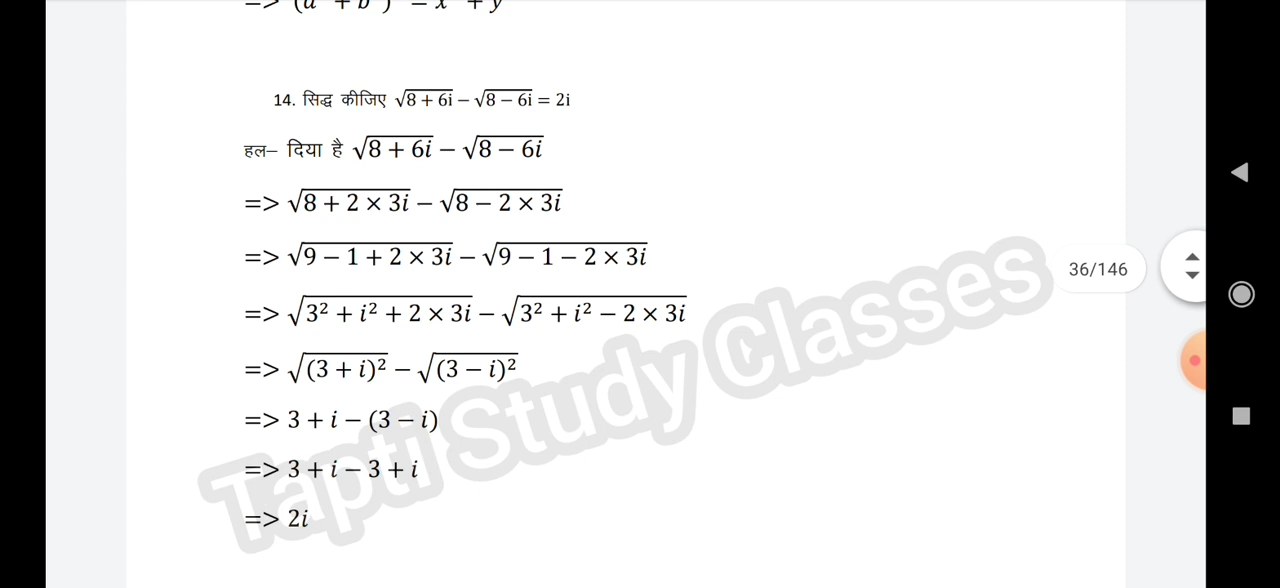 14. सिद्ध कीजिए √8 + 6i – √8 – 6i = 2i
हल– दिया है √8 + 6i – √8 – 6i
=> √8 + 2 × 3i – √8 – 2 × 3i
=> √9 – 1 + 2 × 3i – √9 – 1 – 2 × 3i
=> √3² + i² + 2 × 3i – √3² + i² – 2 × 3i
=> √(3 + i)² – √(3 – i)²
=> 3 + i – (3 – i)
=> 3 + i – 3 + i
=> 2i
36/146
Tapti Study Classes